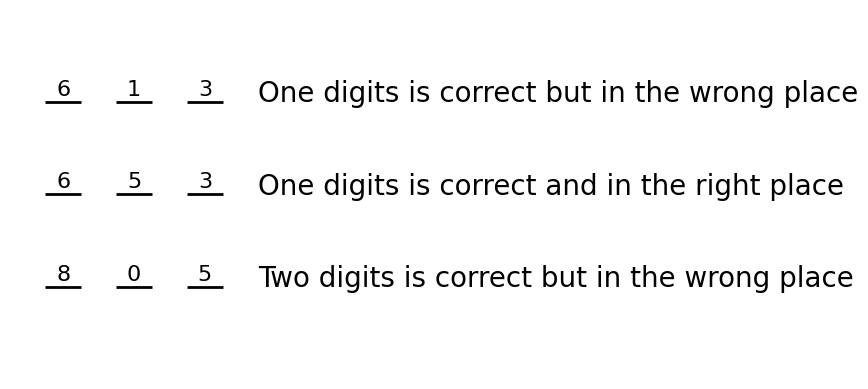 6 1 3 One digits is correct but in the wrong place
6 5 3 One digits is correct and in the right place
8 0 5 Two digits is correct but in the wrong place